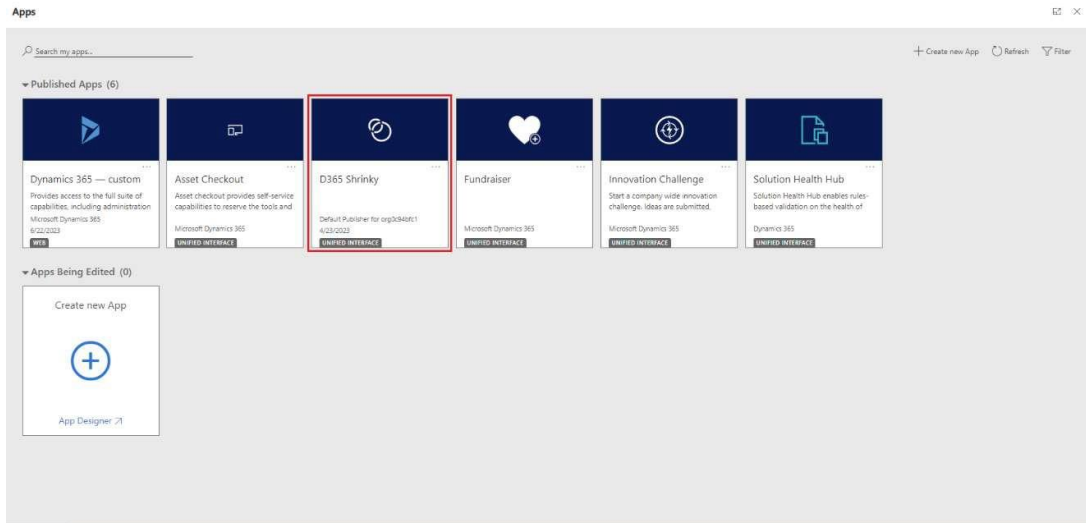 Apps
Search my apps...
Create new App
Refresh
Filter
Published Apps (6)
Dynamics 365 — custom
Provides access to the full suite of
capabilities, including administration
Microsoft Dynamics 365
6/22/2023
WEB
Asset Checkout
Asset checkout provides self-service
capabilities to reserve the tools and
Microsoft Dynamics 365
UNIFIED INTERFACE
D365 Shrinky
Default Publisher for org0c94bfc1
4/23/2023
UNIFIED INTERFACE
Fundraiser
Microsoft Dynamics 365
UNIFIED INTERFACE
Innovation Challenge
Start a company wide innovation
challenge. Ideas are submitted,
Microsoft Dynamics 365
UNIFIED INTERFACE
Solution Health Hub
Solution Health Hub enables rules-
based validation on the health of
Dynamics 365
UNIFIED INTERFACE
Apps Being Edited (0)
Create new App
App Designer